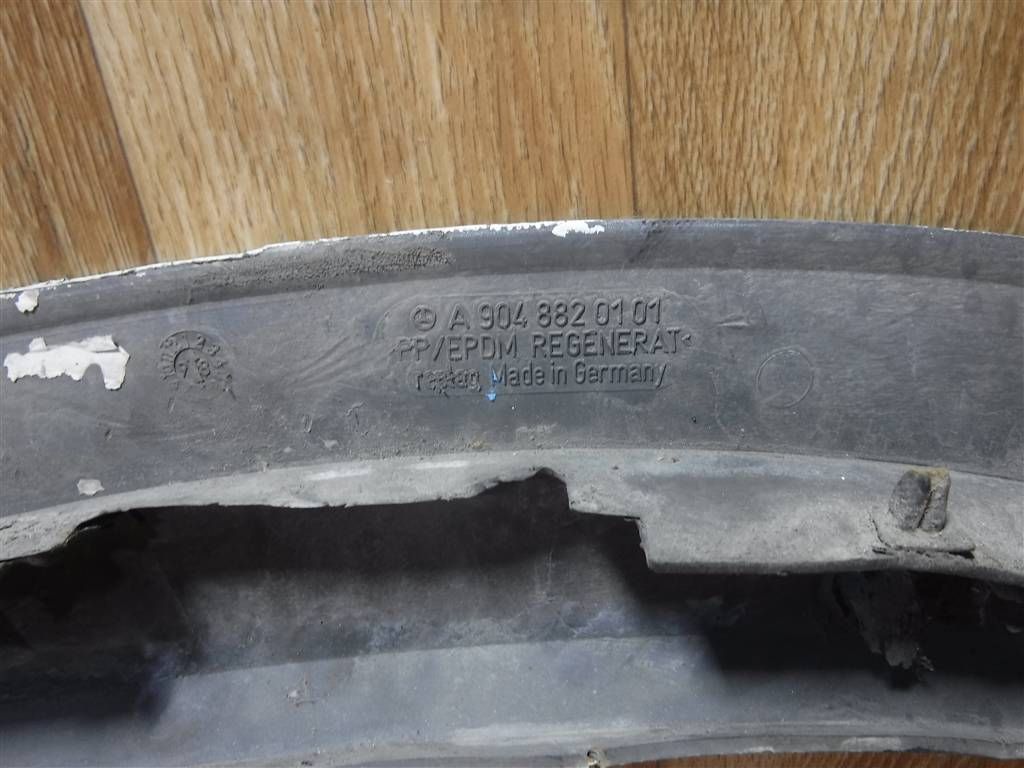 A 904 882 01 01
>PP/EPDM REGENERAT<
Made in Germany